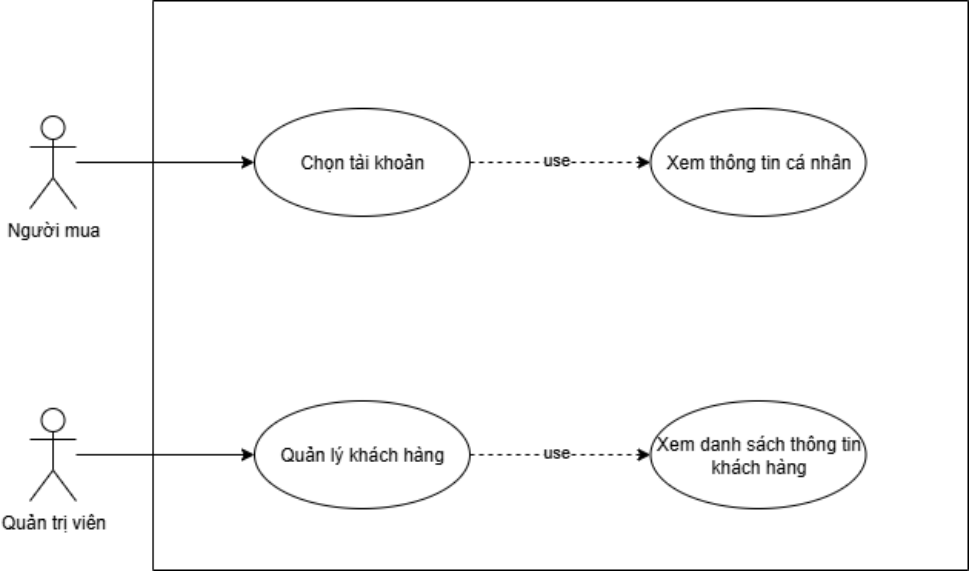 Chọn tài khoản
use
Xem thông tin cá nhân
Người mua
Quản lý khách hàng
use
Xem danh sách thông tin
khách hàng
Quản trị viên